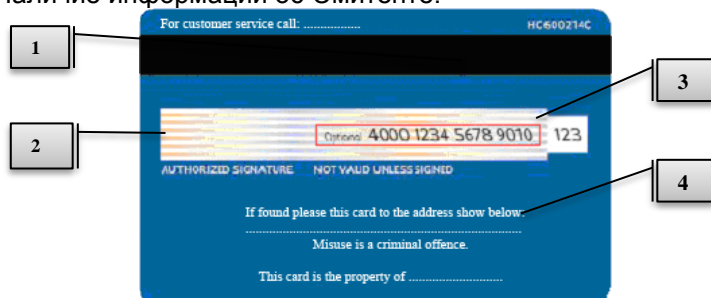 наличие информации об Эмитенте.
For customer service call: ..................
HC600214C
1
3
2
Optional 4000 1234 5678 9010 123
AUTHORIZED SIGNATURE NOT VALID UNLESS SIGNED
4
If found please this card to the address show below:
Misuse is a criminal offence.
This card is the property of ............................